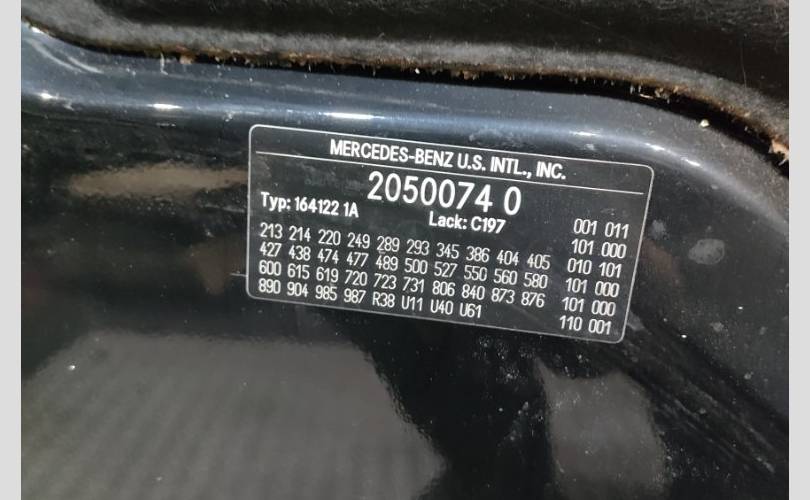 MERCEDES-BENZ U.S. INTL., INC.
2050074 0
Typ: 164122 1A Lack: C197 001 011
213 214 220 249 289 293 345 386 404 405 101 000
427 438 474 477 489 500 527 550 560 580 010 101
600 615 619 720 723 731 806 840 873 876 101 000
890 904 985 987 R38 U11 U40 U61 101 000
110 001